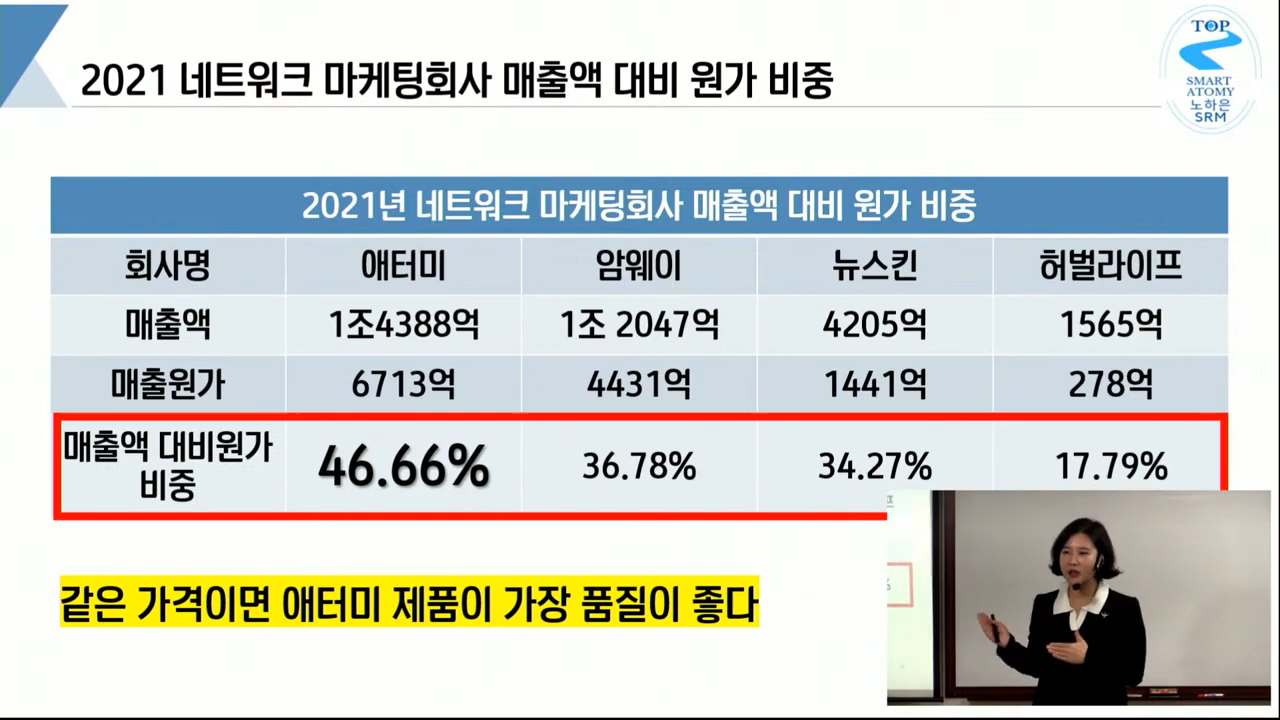 2021 네트워크 마케팅회사 매출액 대비 원가 비중
TOP
SMART
ATOMY
노하은
SRM
2021년 네트워크 마케팅회사 매출액 대비 원가 비중
회사명 애터미 암웨이 뉴스킨 허벌라이프
매출액 1조4388억 1조 2047억 4205억 1565억
매출원가 6713억 4431억 1441억 278억
매출액 대비원가
비중 46.66% 36.78% 34.27% 17.79%
같은 가격이면 애터미 제품이 가장 품질이 좋다